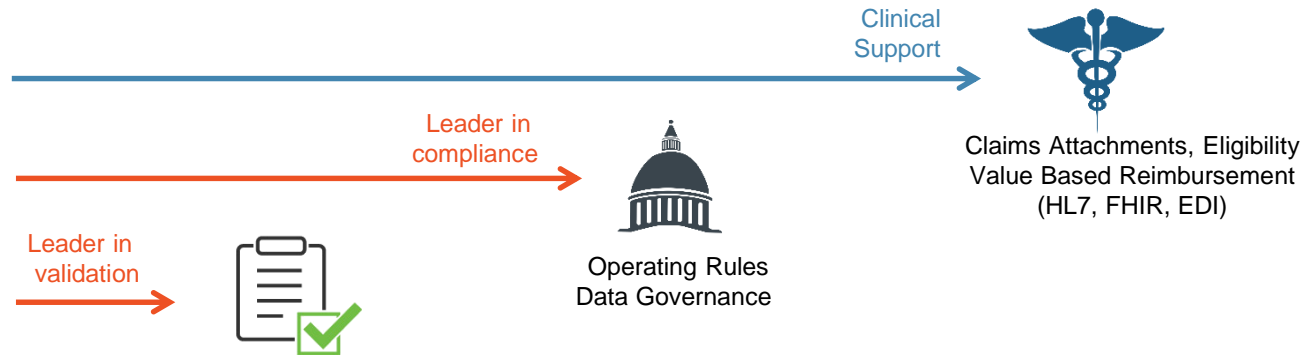 Clinical
Support
Claims Attachments, Eligibility
Value Based Reimbursement
(HL7, FHIR, EDI)
Leader in
compliance
Operating Rules
Data Governance
Leader in
validation